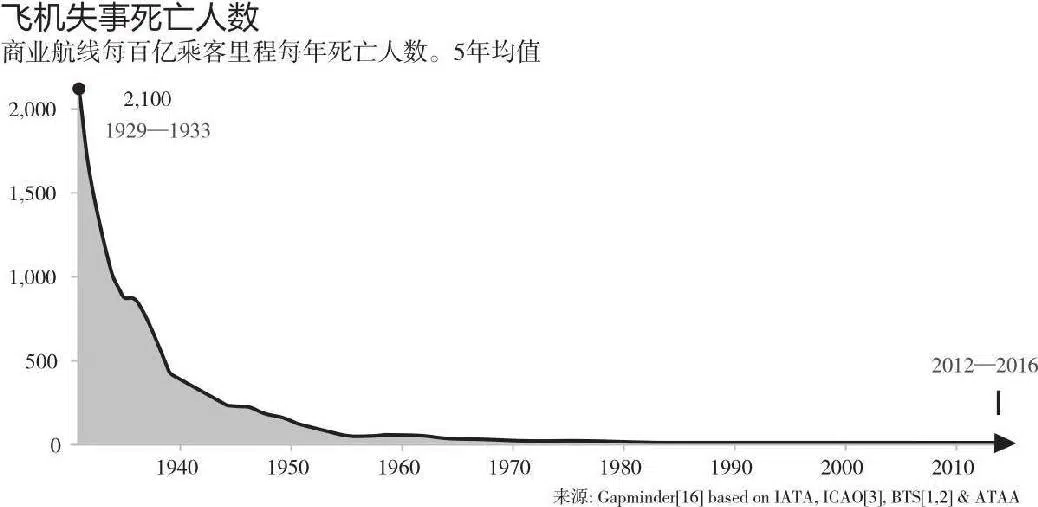 飞机失事死亡人数
商业航线每百亿乘客里程每年死亡人数。5年均值
2,100
2,000
1929—1933
1,500
1,000
500
2012—2016
1
0
1940 1950 1960 1970 1980 1990 2000 2010
来源: Gapminder[16] based on IATA, ICAO[3], BTS[1,2] & ATAA